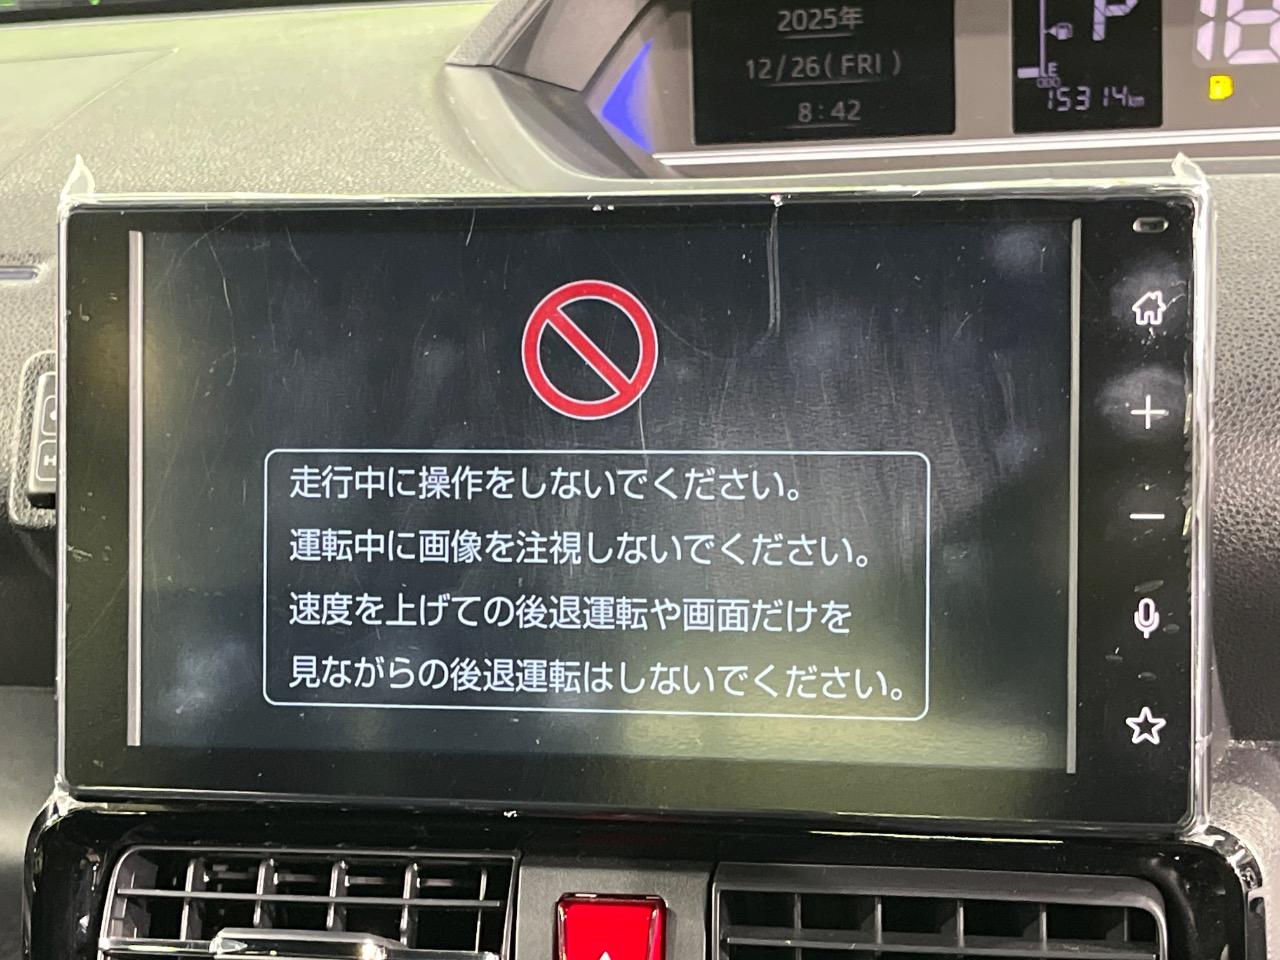 2025年
12/26(FRI)
8:42
P
E
ODO
15314km
走行中に操作をしないでください。
運転中に画像を注視しないでください。
速度を上げての後退運転や画面だけを
見ながらの後退運転はしないでください。